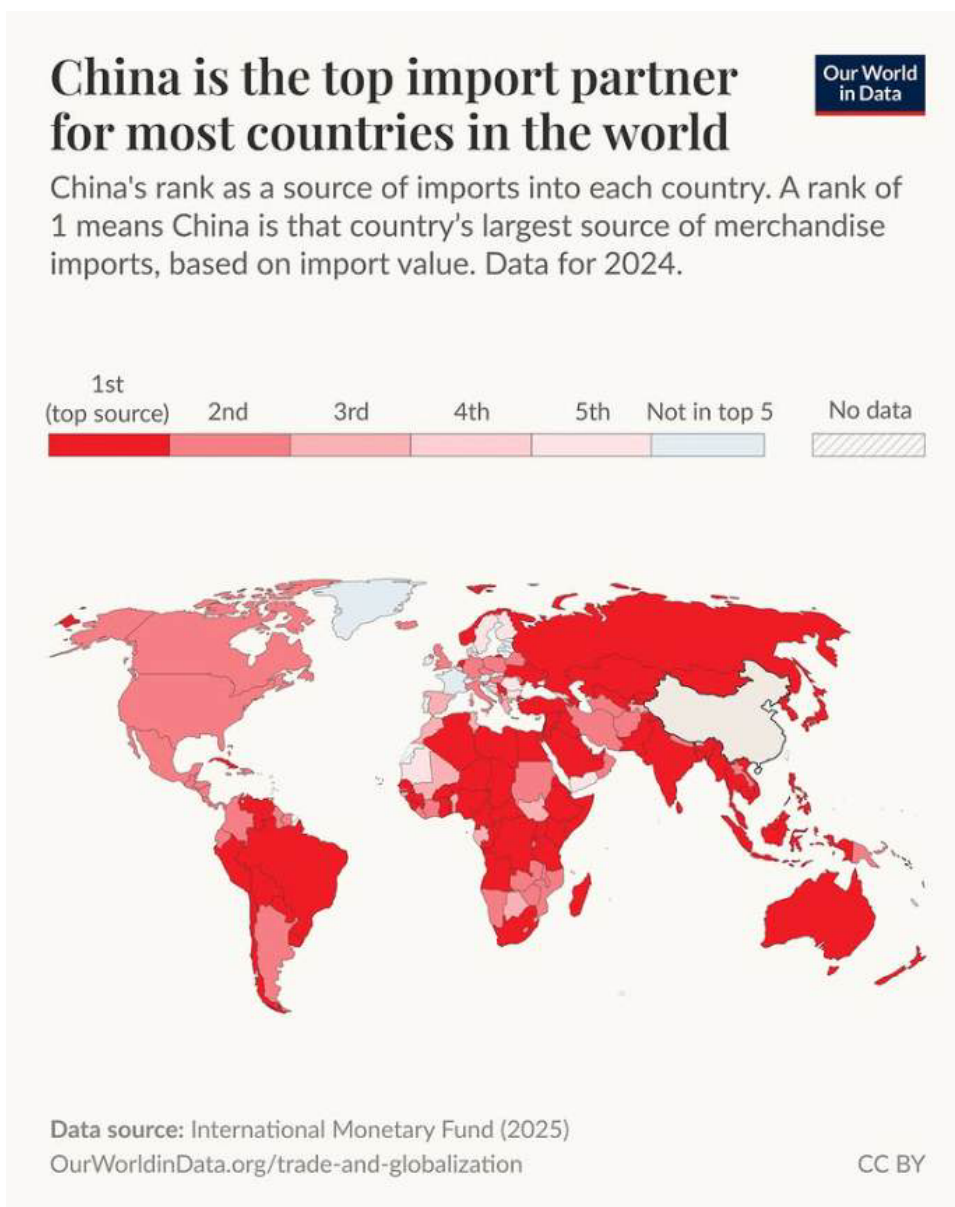 China is the top import partner
for most countries in the world
Our World
in Data
China's rank as a source of imports into each country. A rank of
1 means China is that country’s largest source of merchandise
imports, based on import value. Data for 2024.
1st
(top source)
2nd
3rd
4th
5th
Not in top 5
No data
Data source: International Monetary Fund (2025)
OurWorldinData.org/trade-and-globalization
CC BY